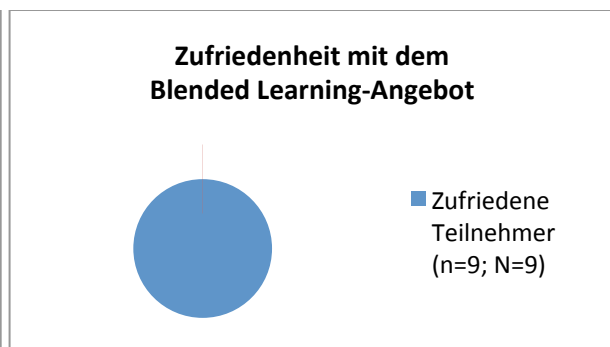 Zufriedenheit mit dem
Blended Learning-Angebot
Zufriedene
Teilnehmer
(n=9; N=9)